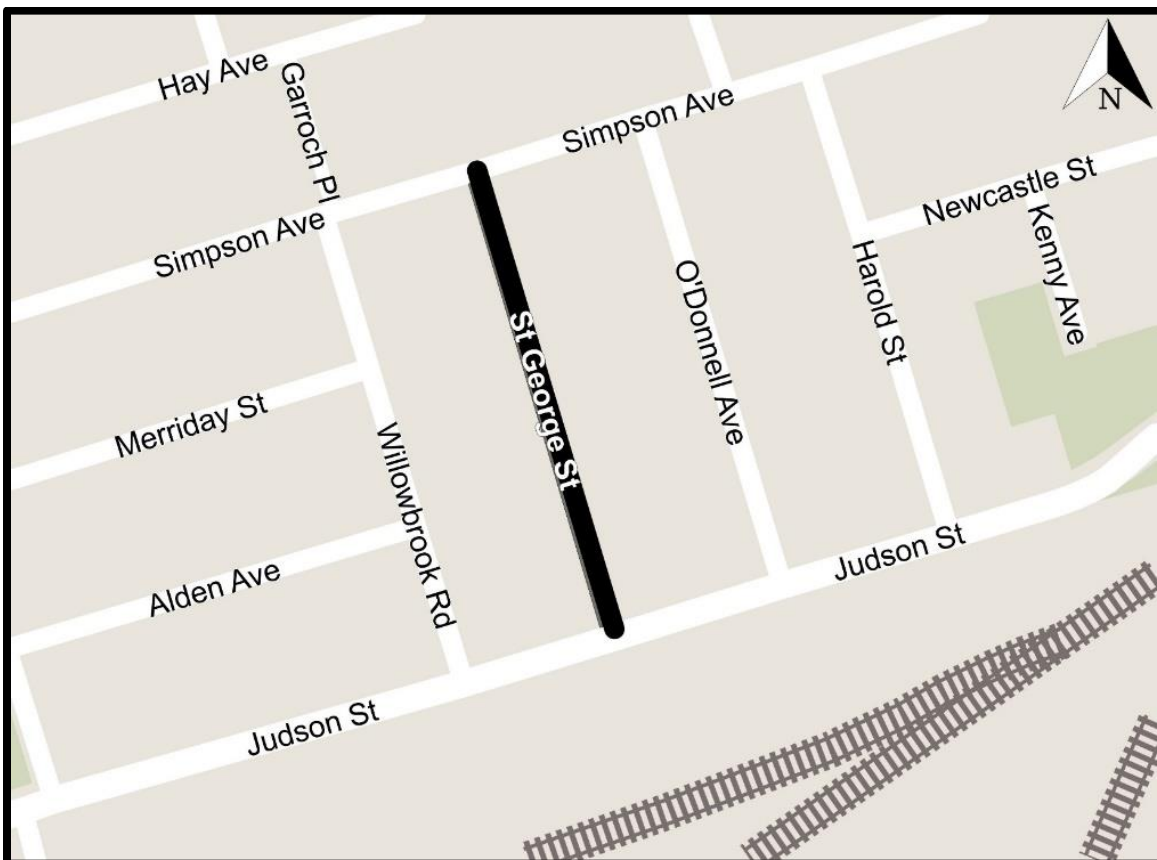 Hay Ave
Garroch Pl
Simpson Ave
N
Simpson Ave
Newcastle St
Kenny Ave
O'Donnell Ave
Harold St
St George St
Merriday St
Willowbrook Rd
Judson St
Alden Ave
Judson St